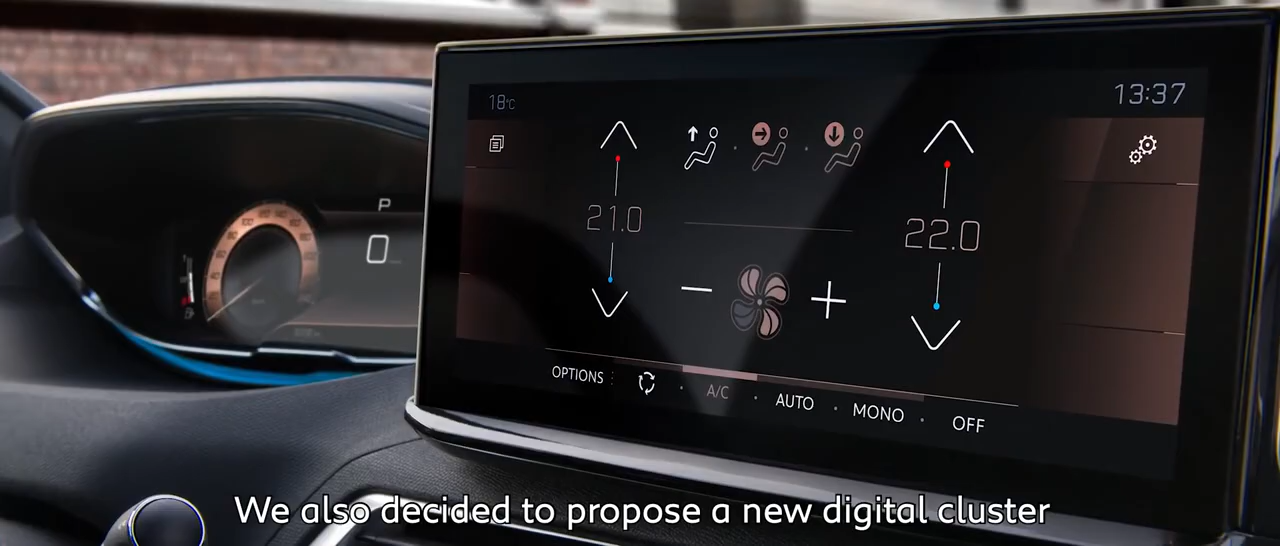 18°C
13:37
21.0
22.0
P
0
OPTIONS
A/C
AUTO
MONO
OFF
We also decided to propose a new digital cluster